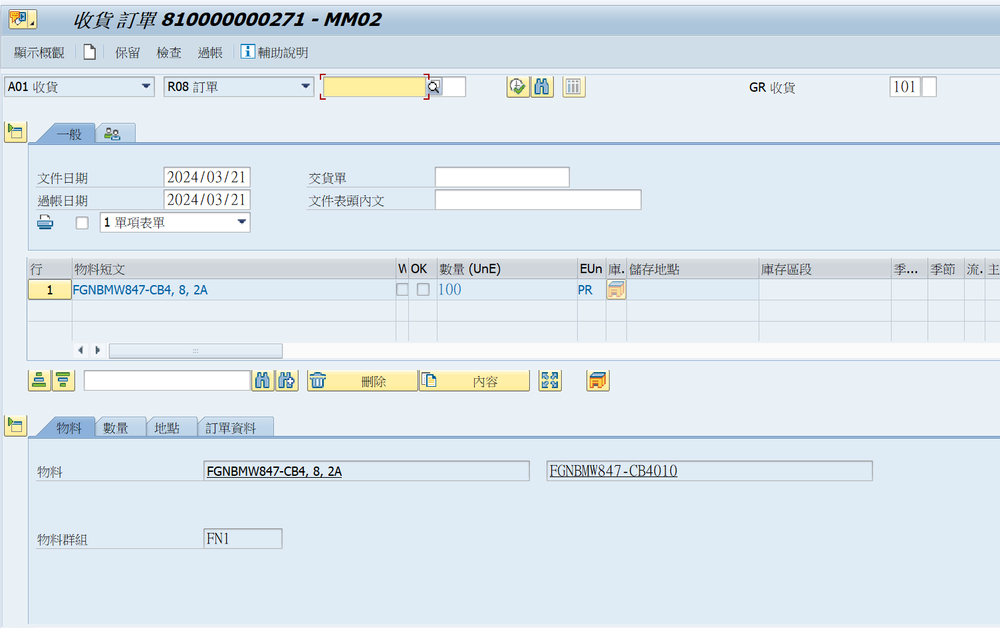 收貨 訂單 810000000271 - MM02
顯示概觀 保留 檢查 過帳 輔助說明
A01 收貨 R08 訂單 GR 收貨 101
一般
文件日期 2024/03/21 交貨單
過帳日期 2024/03/21 文件表頭內文
1 單項表單
行 物料短文 W OK 數量 (UnE) EUn 庫. 儲存地點 庫存區段 季... 季節 流. 主
1 FGNBMW847-CB4, 8, 2A 100 PR
刪除 內容
物料 數量 地點 訂單資料
物料 FGNBMW847-CB4, 8, 2A FGNBMW847-CB4010
物料群組 FN1